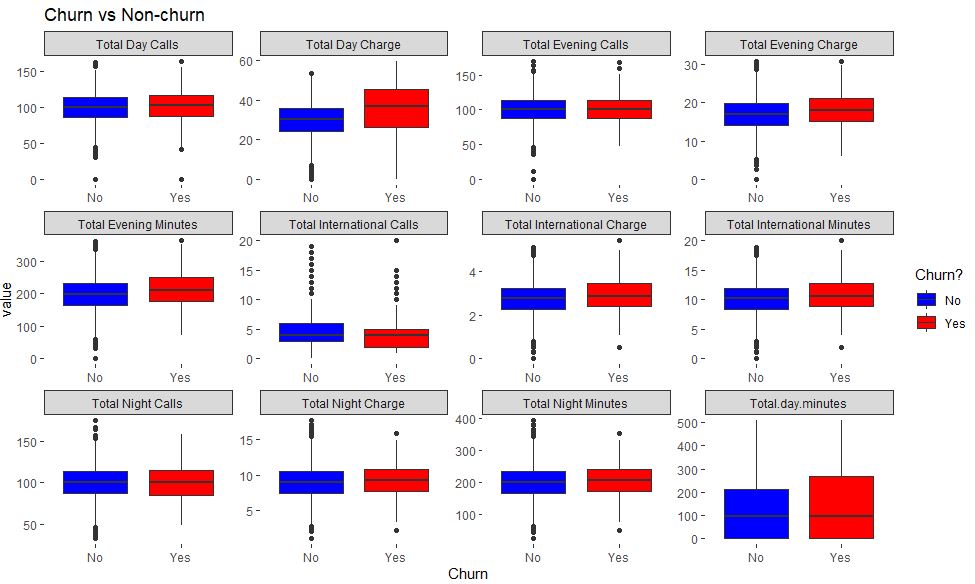 Churn vs Non-churn
Total Day Calls
Total Day Charge
Total Evening Calls
Total Evening Charge
150
100
50
0
No
Yes
60
40
20
0
No
Yes
150
100
50
0
No
Yes
30
20
10
0
No
Yes
Total Evening Minutes
Total International Calls
Total International Charge
Total International Minutes
value
300
200
100
0
No
Yes
20
15
10
5
0
No
Yes
4
2
0
No
Yes
20
15
10
5
0
No
Yes
Churn?
No
Yes
Total Night Calls
Total Night Charge
Total Night Minutes
Total.day.minutes
150
100
50
No
Yes
15
10
5
No
Yes
400
300
200
100
No
Yes
500
400
300
200
100
0
No
Yes
Churn